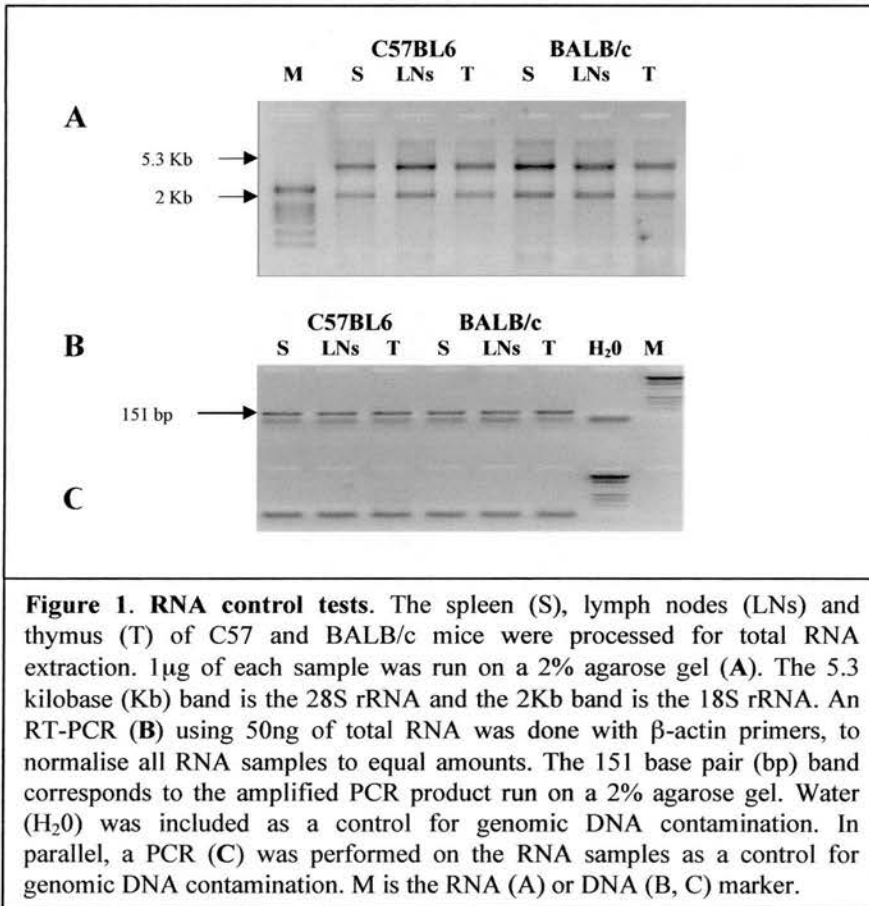 C57BL6 BALB/c
M S LNs T S LNs T
A
5.3 Kb
2 Kb
C57BL6 BALB/c
B S LNs T S LNs T H₂0 M
151 bp
C
Figure 1. RNA control tests. The spleen (S), lymph nodes (LNs) and
thymus (T) of C57 and BALB/c mice were processed for total RNA
extraction. 1µg of each sample was run on a 2% agarose gel (A). The 5.3
kilobase (Kb) band is the 28S rRNA and the 2Kb band is the 18S rRNA. An
RT-PCR (B) using 50ng of total RNA was done with β-actin primers, to
normalise all RNA samples to equal amounts. The 151 base pair (bp) band
corresponds to the amplified PCR product run on a 2% agarose gel. Water
(H₂0) was included as a control for genomic DNA contamination. In
parallel, a PCR (C) was performed on the RNA samples as a control for
genomic DNA contamination. M is the RNA (A) or DNA (B, C) marker.